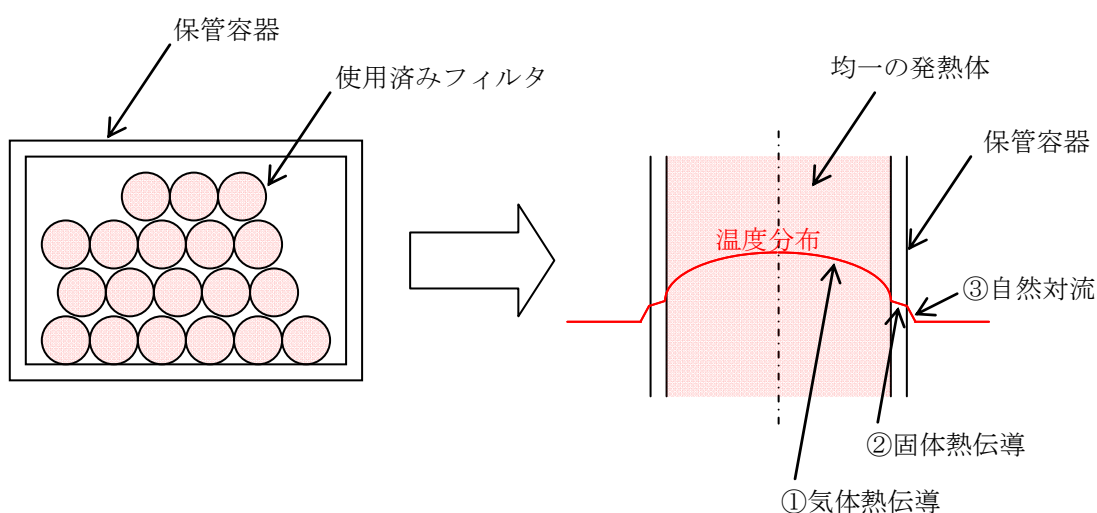 保管容器
使用済みフィルタ
均一の発熱体
保管容器
温度分布
③自然対流
②固体熱伝導
①気体熱伝導